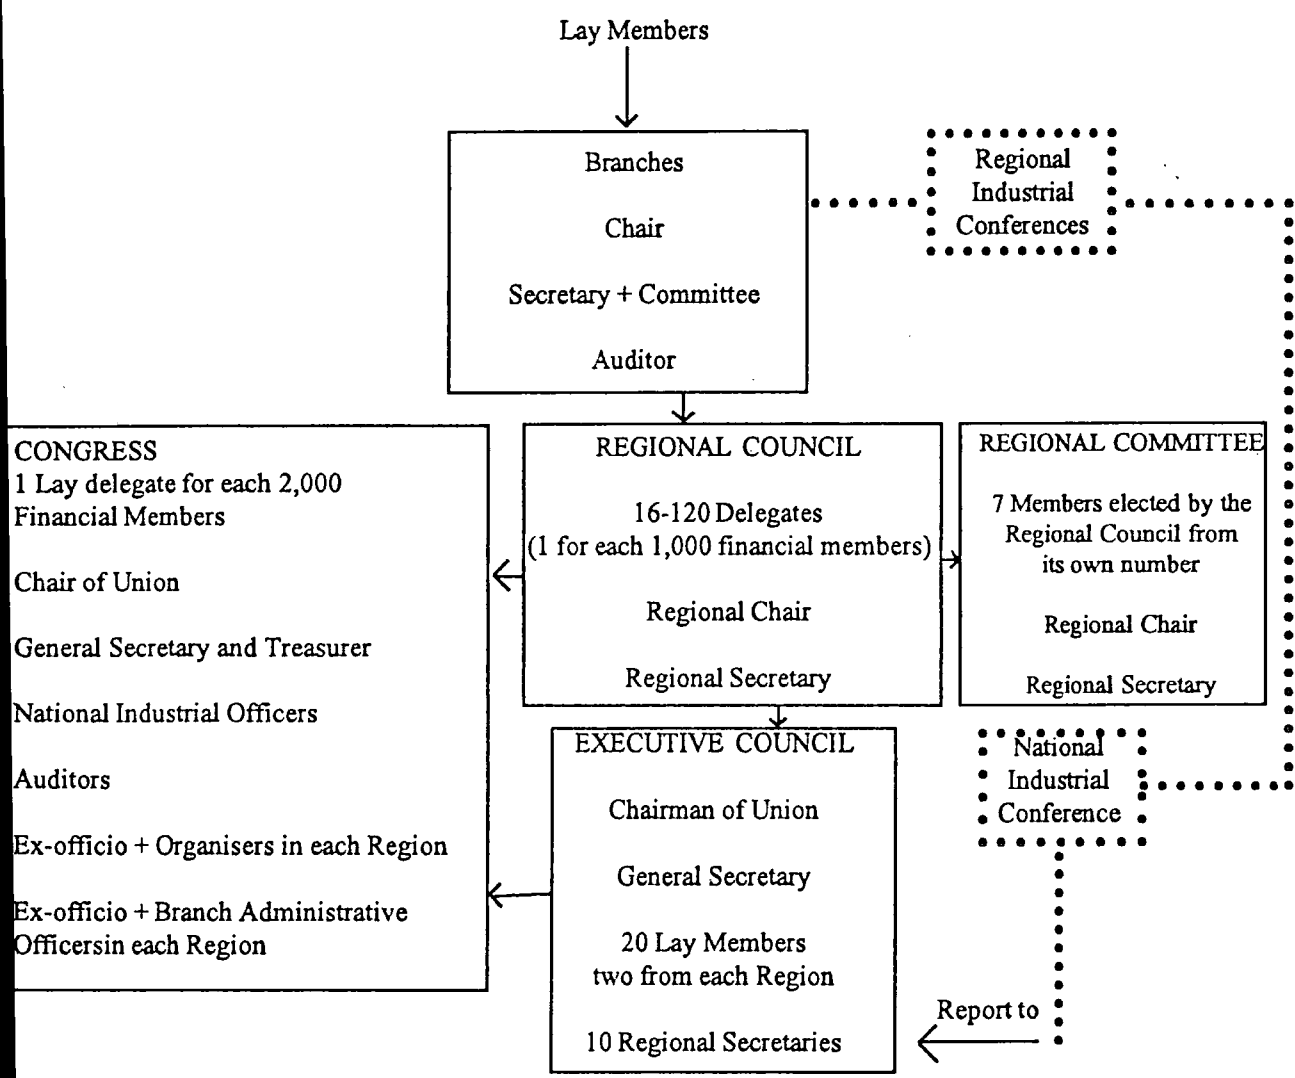 Lay Members
Branches
Chair
Secretary + Committee
Auditor
Regional
Industrial
Conferences
CONGRESS
1 Lay delegate for each 2,000
Financial Members
Chair of Union
General Secretary and Treasurer
National Industrial Officers
Auditors
Ex-officio + Organisers in each Region
Ex-officio + Branch Administrative
Officersin each Region
REGIONAL COUNCIL
16-120 Delegates
(1 for each 1,000 financial members)
Regional Chair
Regional Secretary
REGIONAL COMMITTEE
7 Members elected by the
Regional Council from
its own number
Regional Chair
Regional Secretary
EXECUTIVE COUNCIL
Chairman of Union
General Secretary
20 Lay Members
two from each Region
10 Regional Secretaries
National
Industrial
Conference
Report to